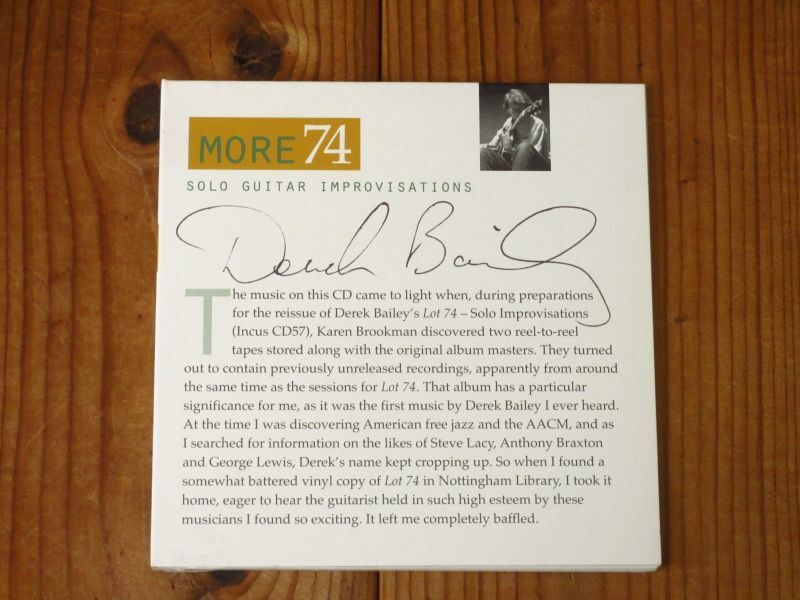 MORE 74
SOLO GUITAR IMPROVISATIONS
Derek Bailey
The music on this CD came to light when, during preparations
for the reissue of Derek Bailey's Lot 74 – Solo Improvisations
(Incus CD57), Karen Brookman discovered two reel-to-reel
tapes stored along with the original album masters. They turned
out to contain previously unreleased recordings, apparently from around
the same time as the sessions for Lot 74. That album has a particular
significance for me, as it was the first music by Derek Bailey I ever heard.
At the time I was discovering American free jazz and the AACM, and as
I searched for information on the likes of Steve Lacy, Anthony Braxton
and George Lewis, Derek's name kept cropping up. So when I found a
somewhat battered vinyl copy of Lot 74 in Nottingham Library, I took it
home, eager to hear the guitarist held in such high esteem by these
musicians I found so exciting. It left me completely baffled.